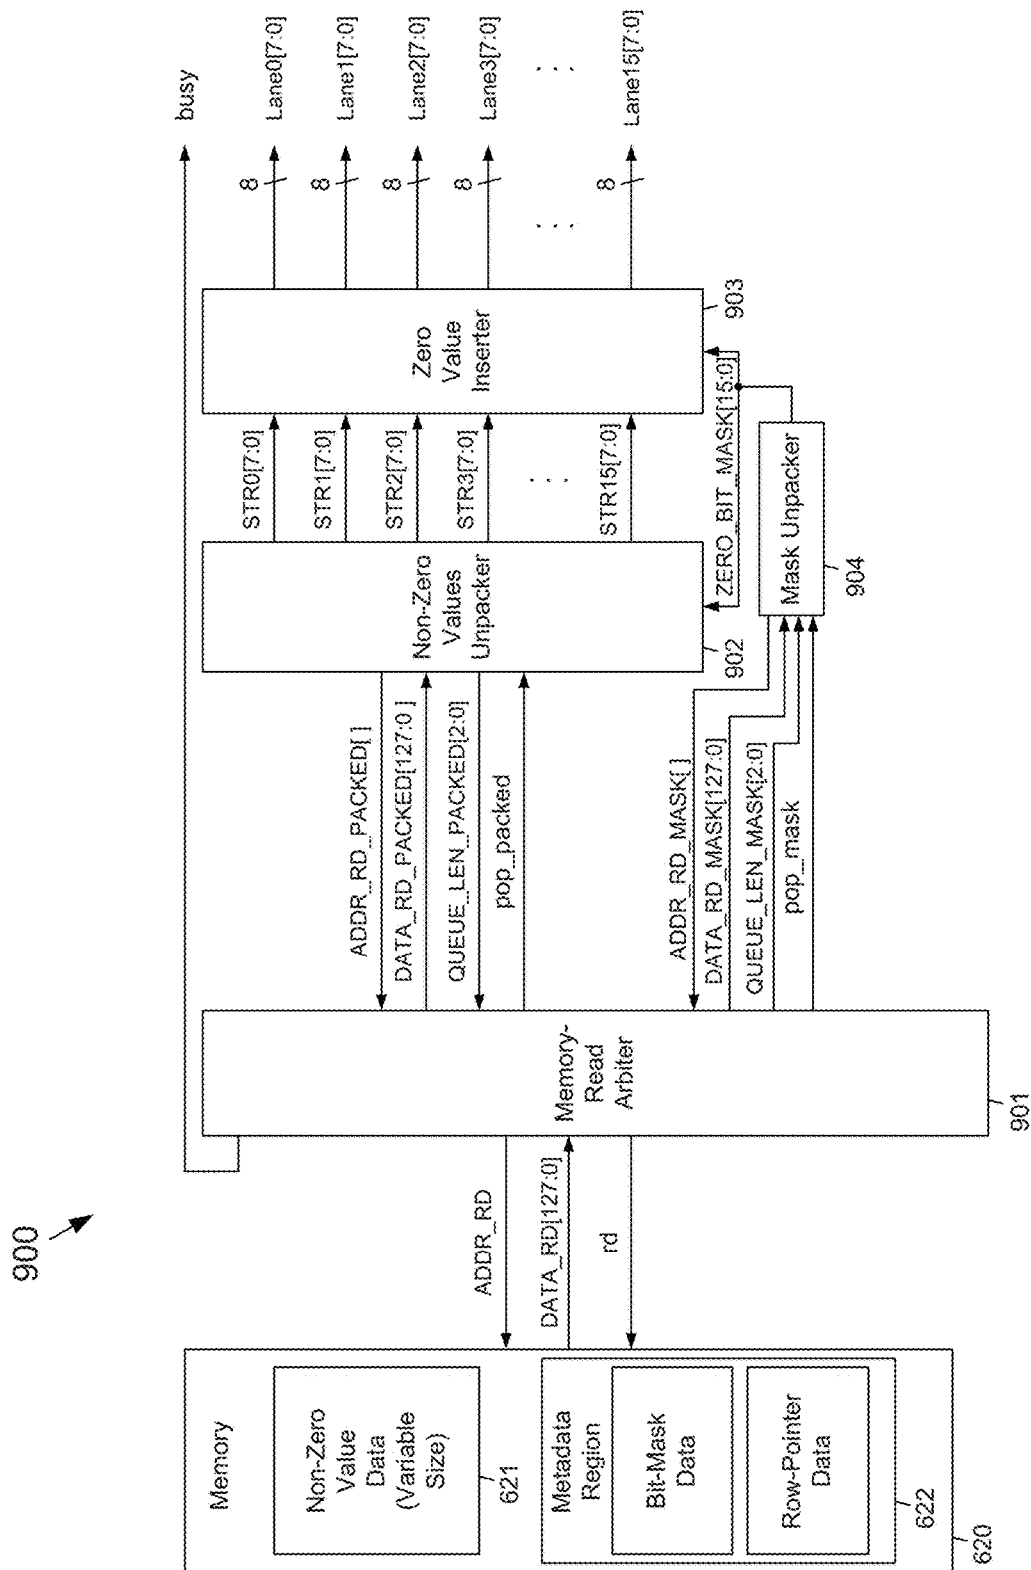 900
Memory
Non-Zero
Value
Data
(Variable
Size)
621
Metadata
Region
Bit-Mask
Data
Row-Pointer
Data
622
620
ADDR_RD
DATA_RD[127:0]
rd
Memory-
Read
Arbiter
901
busy
ADDR_RD_PACKED[ ]
DATA_RD_PACKED[127:0 ]
QUEUE_LEN_PACKED[2:0]
pop_packed
ADDR_RD_MASK[ ]
DATA_RD_MASK[127:0]
QUEUE_LEN_MASK[2:0]
pop_mask
Non-Zero
Values
Unpacker
902
Mask Unpacker
904
ZERO_BIT_MASK[15:0]
STR0[7:0]
STR1[7:0]
STR2[7:0]
STR3[7:0]
. . .
STR15[7:0]
Zero
Value
Inserter
903
8
8
8
8
. . .
8
Lane0[7:0]
Lane1[7:0]
Lane2[7:0]
Lane3[7:0]
. . .
Lane15[7:0]